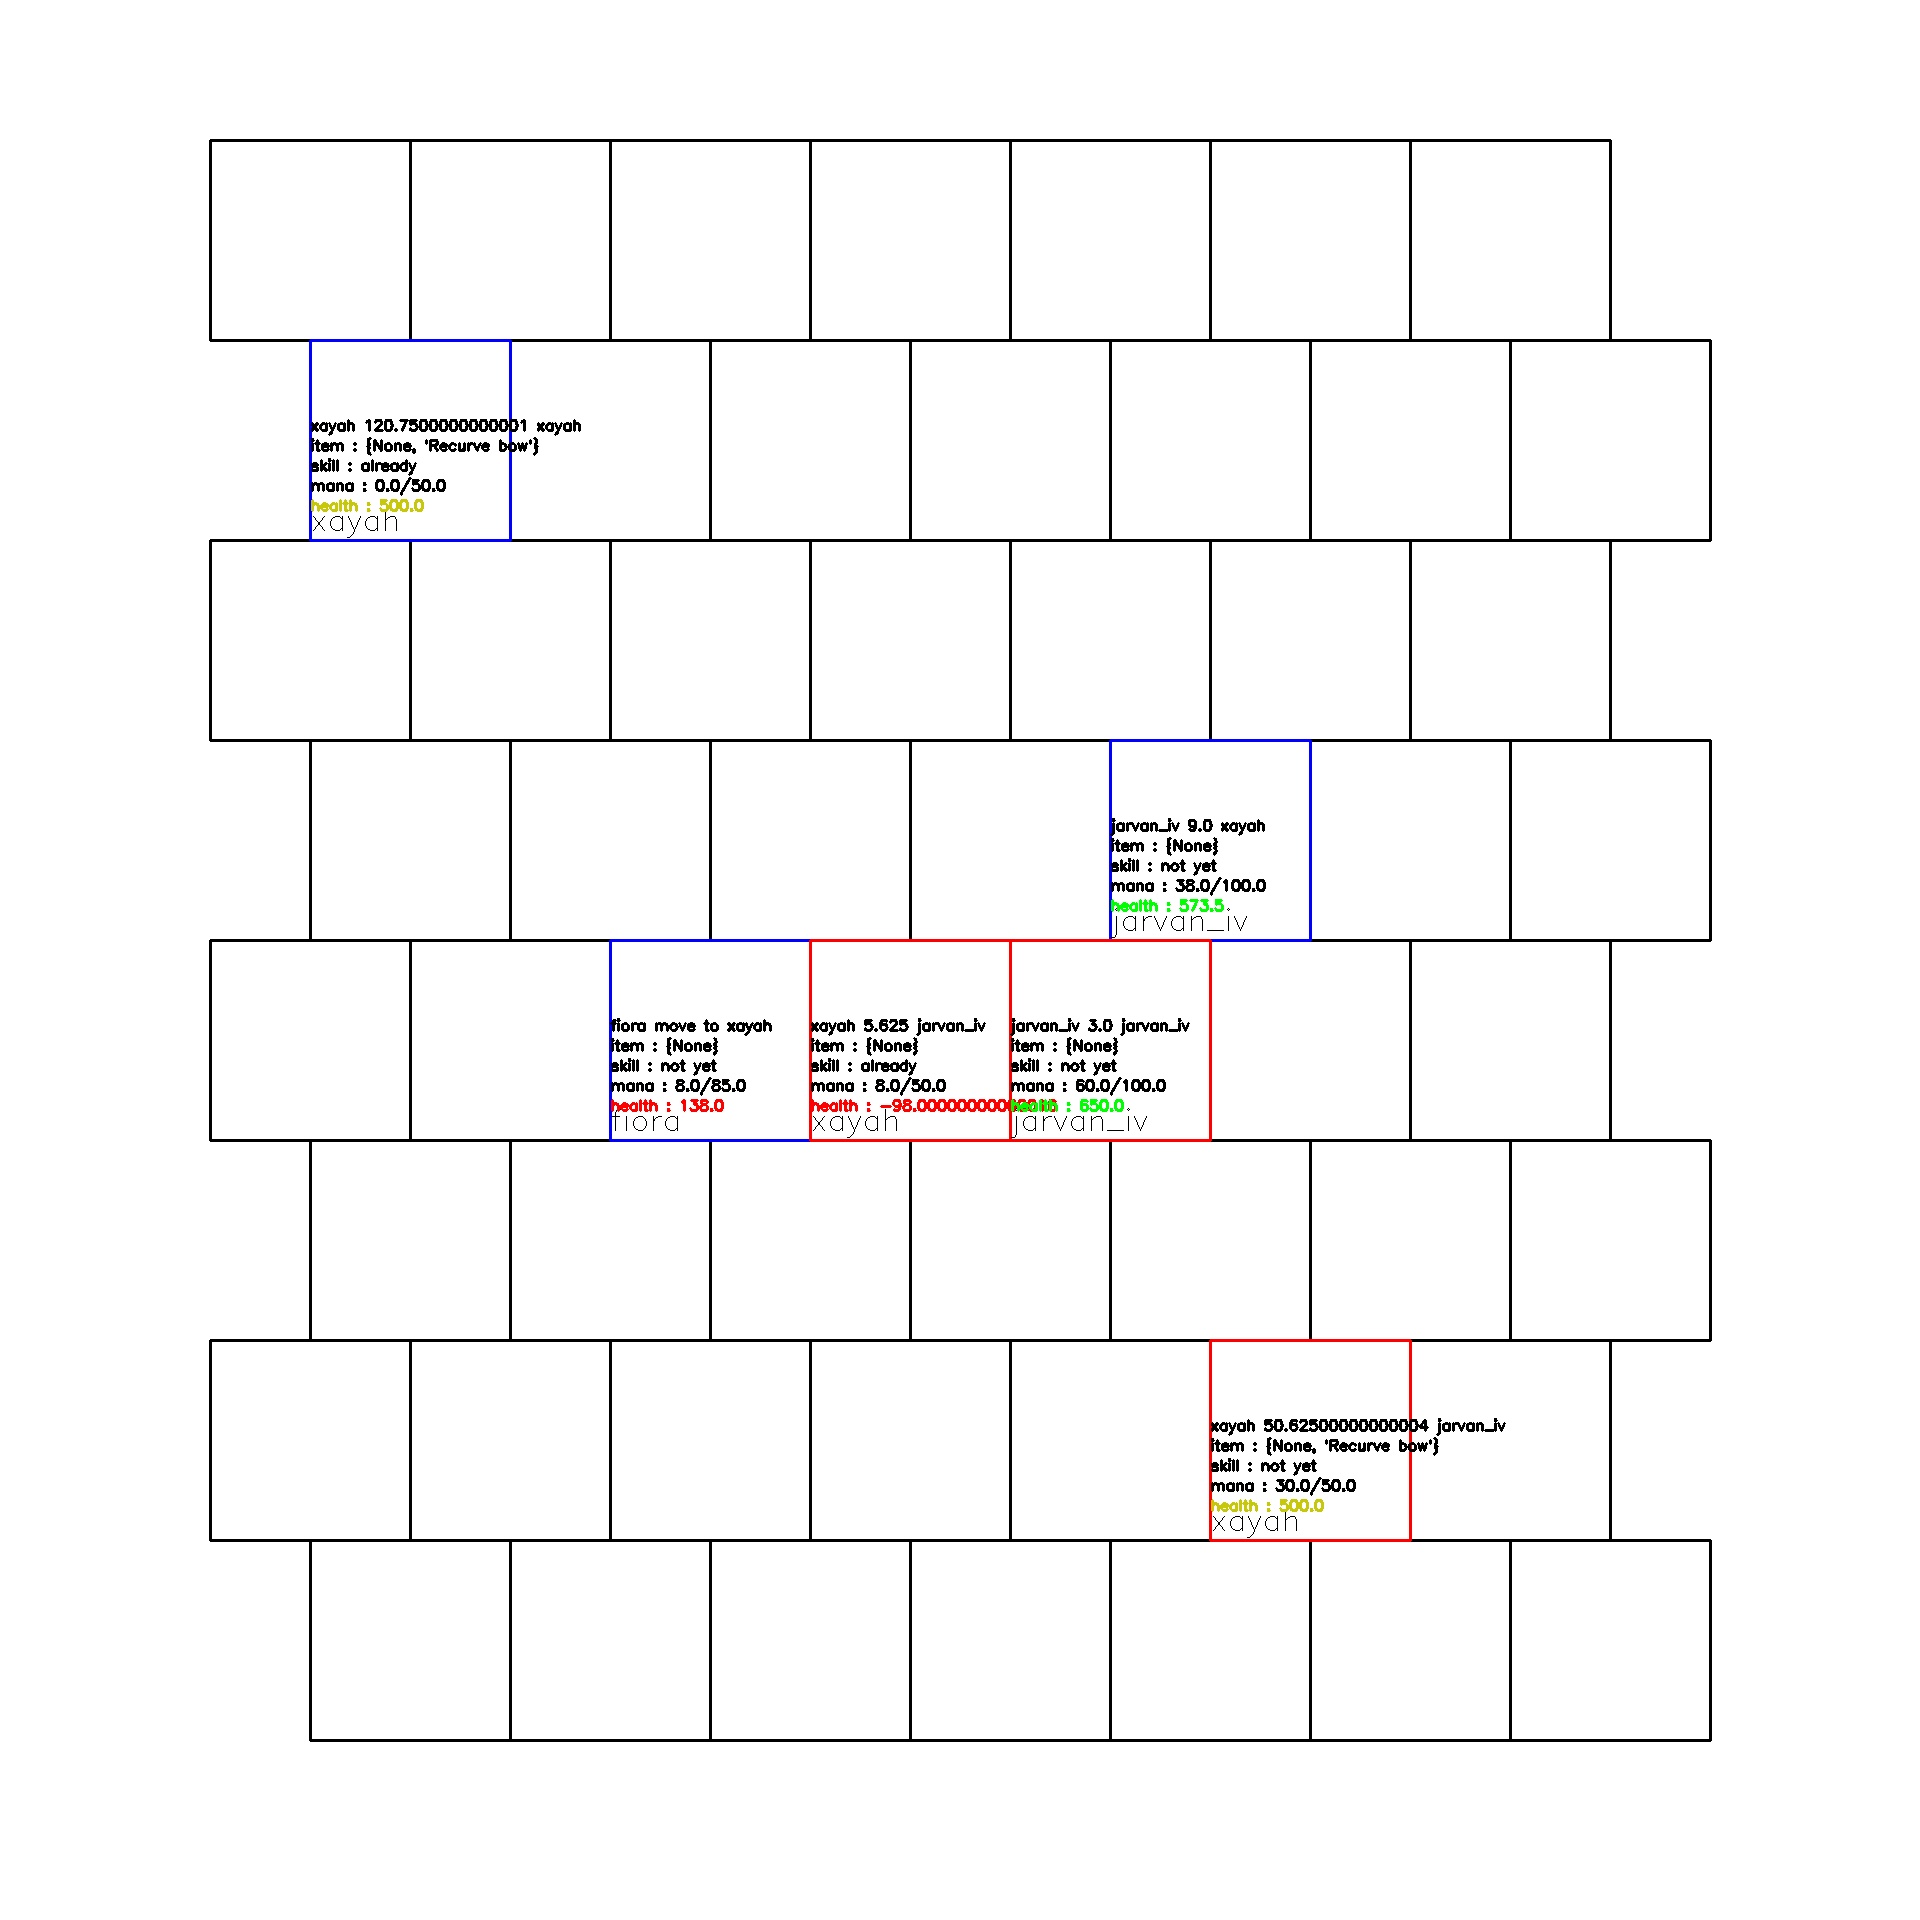 xayah 120.7500000000001 xayah
item : {None, 'Recurve bow'}
skill : already
mana : 0.0/50.0
health : 500.0
xayah
jarvan_iv 9.0 xayah
item : {None}
skill : not yet
mana : 38.0/100.0
health : 573.5
jarvan_iv
fiora move to xayah
item : {None}
skill : not yet
mana : 8.0/85.0
health : 138.0
fiora
xayah 5.625 jarvan_iv
item : {None}
skill : already
mana : 8.0/50.0
health :
xayah
jarvan_iv 3.0 jarvan_iv
item : {None}
skill : not yet
mana : 60.0/100.0
health : 650.0
jarvan_iv
xayah 50.62500000000004 jarvan_iv
item : {None, 'Recurve bow'}
skill : not yet
mana : 30.0/50.0
health : 500.0
xayah